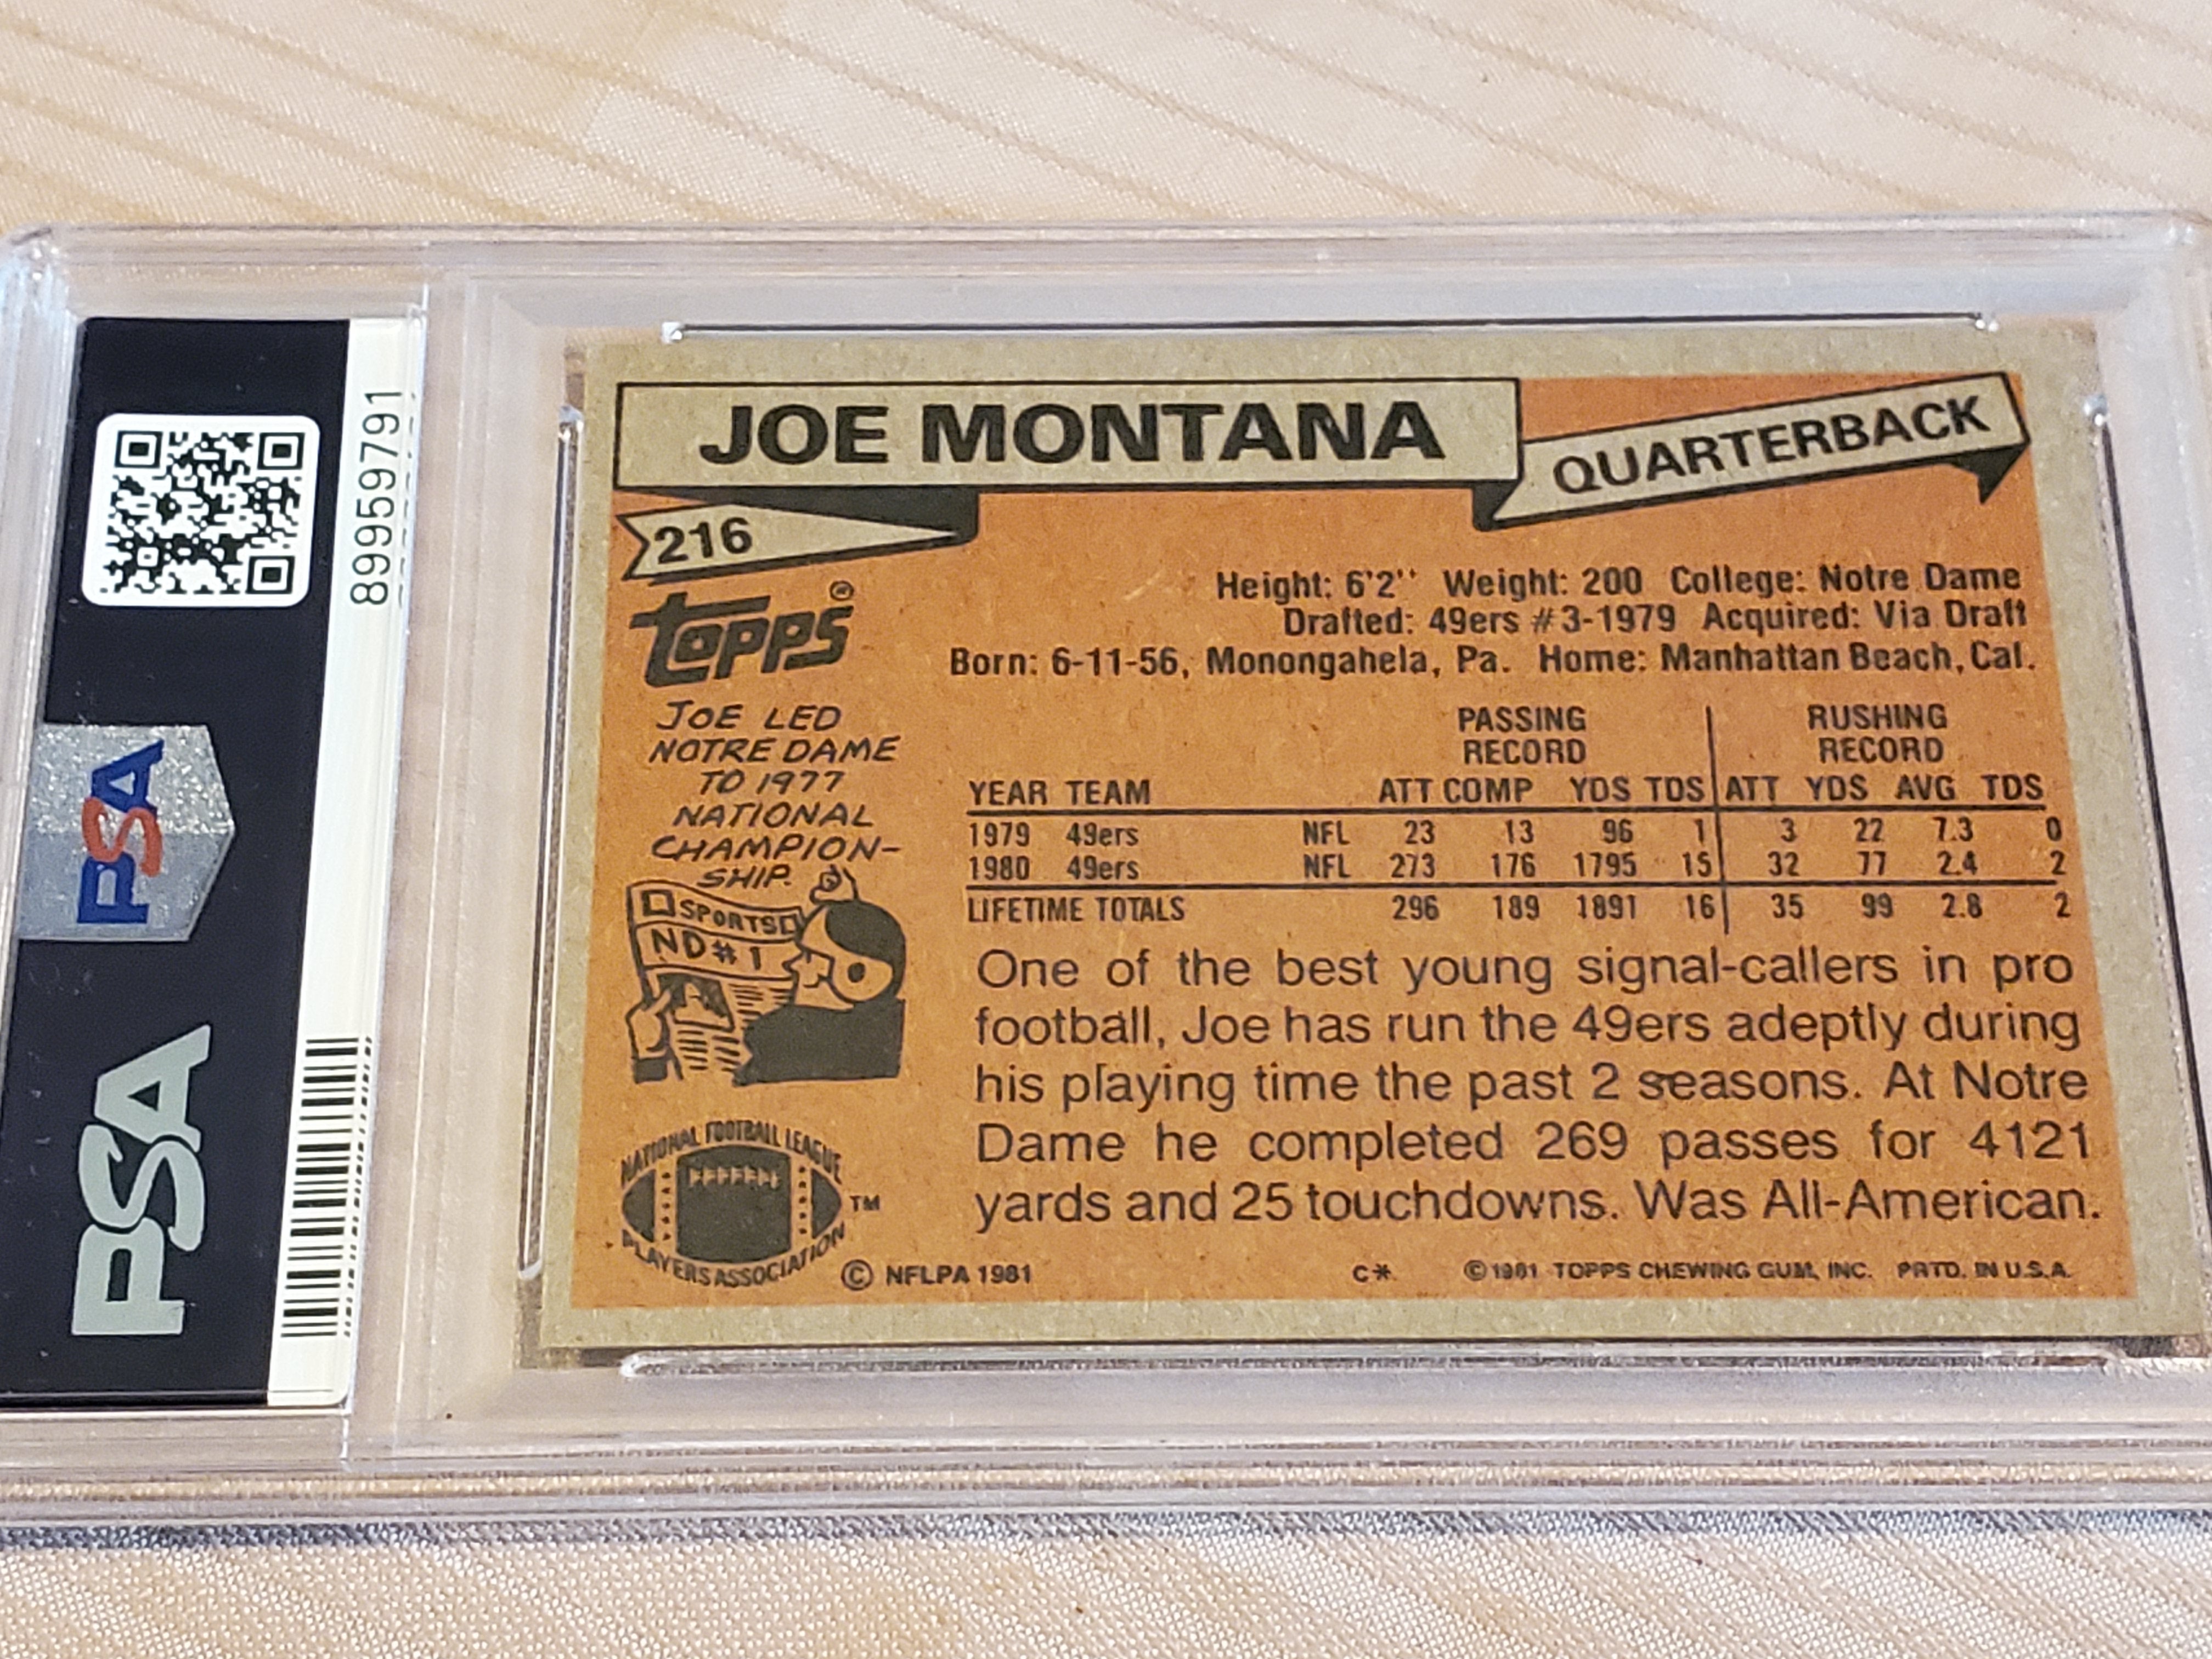 PSA
PSA
89959791
JOE MONTANA
QUARTERBACK
216
TOPPS®
Height: 6'2'' Weight: 200 College: Notre Dame
Drafted: 49ers #3-1979 Acquired: Via Draft
Born: 6-11-56, Monongahela, Pa. Home: Manhattan Beach, Cal.
JOE LED
NOTRE DAME
TO 1977
NATIONAL
CHAMPION-
SHIP.
SPORTS
ND #1
PASSING RUSHING
RECORD RECORD
YEAR TEAM ATT COMP YDS TDS ATT YDS AVG TDS
1979 49ers NFL 23 13 96 1 3 22 7.3 0
1980 49ers NFL 273 176 1795 15 32 77 2.4 2
LIFETIME TOTALS 296 189 1891 16 35 99 2.8 2
One of the best young signal-callers in pro
football, Joe has run the 49ers adeptly during
his playing time the past 2 seasons. At Notre
Dame he completed 269 passes for 4121
yards and 25 touchdowns. Was All-American.
NATIONAL FOOTBALL LEAGUE
PLAYERS ASSOCIATION
TM
© NFLPA 1981
C* © 1981 TOPPS CHEWING GUM, INC. PRTD. IN U.S.A.